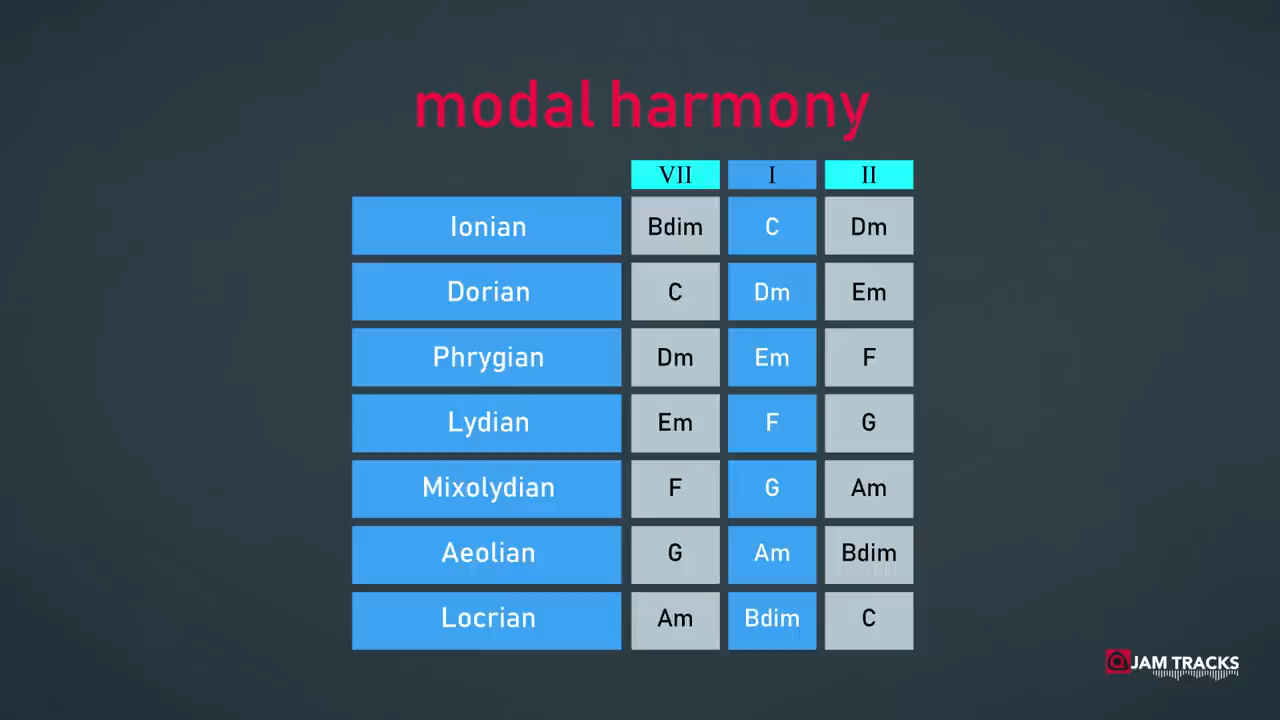 modal harmony
VII I II
Ionian Bdim C Dm
Dorian C Dm Em
Phrygian Dm Em F
Lydian Em F G
Mixolydian F G Am
Aeolian G Am Bdim
Locrian Am Bdim C
JAM TRACKS